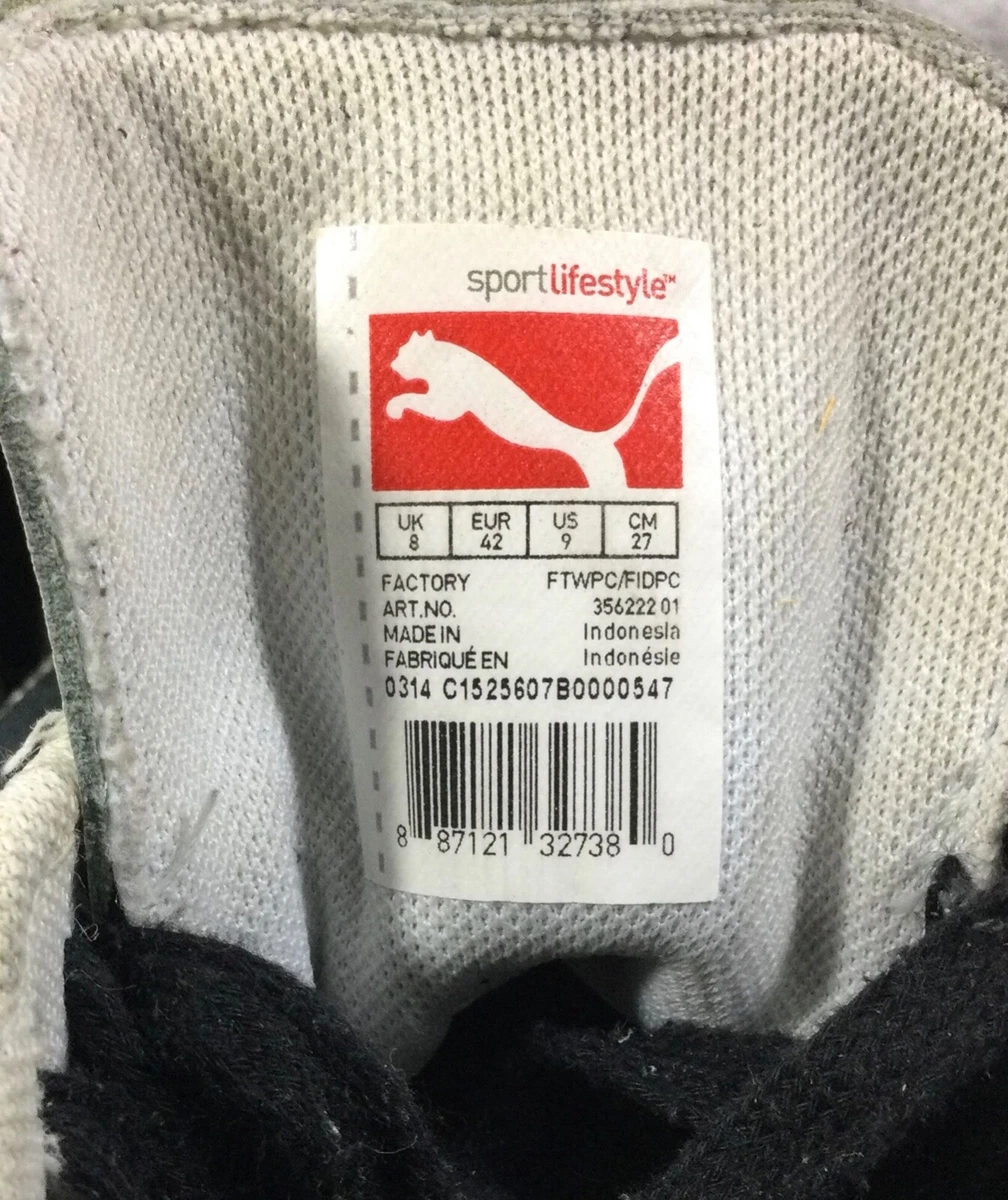 sportlifestyle™
UK EUR US CM
8 42 9 27
FACTORY FTWPC/FIDPC
ART.NO. 356222 01
MADE IN Indonesia
FABRIQUÉ EN Indonésie
0314 C1525607B0000547
8 87121 32738 0